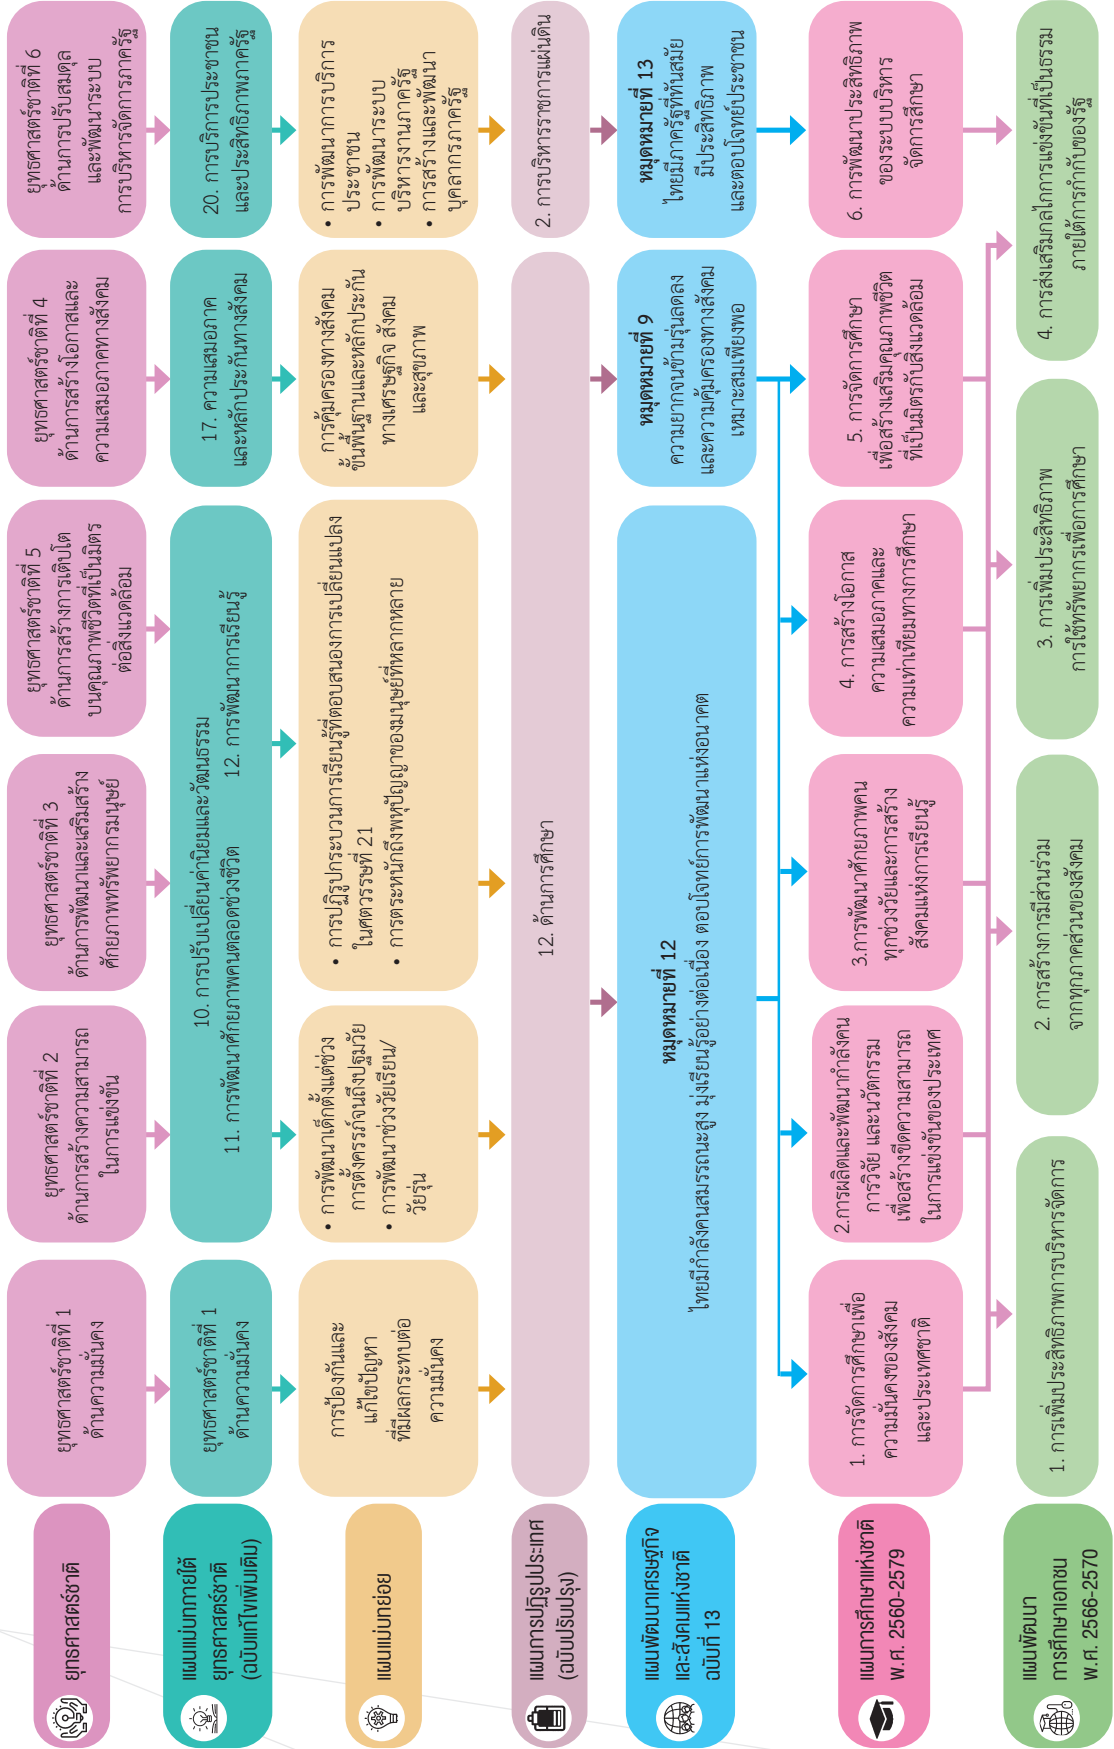 ยุทธศาสตร์ชาติ
ยุทธศาสตร์ชาติที่ 1
ด้านความมั่นคง
ยุทธศาสตร์ชาติที่ 2
ด้านการสร้างความสามารถ
ในการแข่งขัน
ยุทธศาสตร์ชาติที่ 3
ด้านการพัฒนาและเสริมสร้าง
ศักยภาพทรัพยากรมนุษย์
ยุทธศาสตร์ชาติที่ 5
ด้านการสร้างการเติบโต
บนคุณภาพชีวิตที่เป็นมิตร
ต่อสิ่งแวดล้อม
ยุทธศาสตร์ชาติที่ 4
ด้านการสร้างโอกาสและ
ความเสมอภาคทางสังคม
ยุทธศาสตร์ชาติที่ 6
ด้านการปรับสมดุล
และพัฒนาระบบ
การบริหารจัดการภาครัฐ
แผนแม่บทภายใต้
ยุทธศาสตร์ชาติ
(ฉบับแก้ไขเพิ่มเติม)
ยุทธศาสตร์ชาติที่ 1
ด้านความมั่นคง
10. การปรับเปลี่ยนค่านิยมและวัฒนธรรม
11. การพัฒนาศักยภาพคนตลอดช่วงชีวิต 12. การพัฒนาการเรียนรู้
17. ความเสมอภาค
และหลักประกันทางสังคม
20. การบริการประชาชน
และประสิทธิภาพภาครัฐ
แผนแม่บทย่อย
การป้องกันและ
แก้ไขปัญหา
ที่มีผลกระทบต่อ
ความมั่นคง
• การพัฒนาเด็กตั้งแต่ช่วง
การตั้งครรภ์จนถึงปฐมวัย
• การพัฒนาช่วงวัยเรียน/
วัยรุ่น
• การปฏิรูปกระบวนการเรียนรู้ที่ตอบสนองการเปลี่ยนแปลง
ในศตวรรษที่ 21
• การตระหนักถึงพหุปัญญาของมนุษย์ที่หลากหลาย
การคุ้มครองทางสังคม
ขั้นพื้นฐานและหลักประกัน
ทางเศรษฐกิจ สังคม
และสุขภาพ
• การพัฒนาการบริการ
ประชาชน
• การพัฒนาระบบ
บริหารงานภาครัฐ
• การสร้างและพัฒนา
บุคลากรภาครัฐ
แผนการปฏิรูปประเทศ
(ฉบับปรับปรุง)
12. ด้านการศึกษา
2. การบริหารราชการแผ่นดิน
แผนพัฒนาเศรษฐกิจ
และสังคมแห่งชาติ
ฉบับที่ 13
หมุดหมายที่ 12
ไทยมีกำลังคนสมรรถนะสูง มุ่งเรียนรู้อย่างต่อเนื่อง ตอบโจทย์การพัฒนาแห่งอนาคต
หมุดหมายที่ 9
ความยากจนข้ามรุ่นลดลง
และความคุ้มครองทางสังคม
เหมาะสมเพียงพอ
หมุดหมายที่ 13
ไทยมีภาครัฐที่ทันสมัย
มีประสิทธิภาพ
และตอบโจทย์ประชาชน
แผนการศึกษาแห่งชาติ
พ.ศ. 2560-2579
1. การจัดการศึกษาเพื่อ
ความมั่นคงของสังคม
และประเทศชาติ
2.การผลิตและพัฒนากำลังคน
การวิจัย และนวัตกรรม
เพื่อสร้างขีดความสามารถ
ในการแข่งขันของประเทศ
3.การพัฒนาศักยภาพคน
ทุกช่วงวัยและการสร้าง
สังคมแห่งการเรียนรู้
4. การสร้างโอกาส
ความเสมอภาคและ
ความเท่าเทียมทางการศึกษา
5. การจัดการศึกษา
เพื่อสร้างเสริมคุณภาพชีวิต
ที่เป็นมิตรกับสิ่งแวดล้อม
6. การพัฒนาประสิทธิภาพ
ของระบบบริหาร
จัดการศึกษา
แผนพัฒนา
การศึกษาเอกชน
พ.ศ. 2566-2570
1. การเพิ่มประสิทธิภาพการบริหารจัดการ
2. การสร้างการมีส่วนร่วม
จากทุกภาคส่วนของสังคม
3. การเพิ่มประสิทธิภาพ
การใช้ทรัพยากรเพื่อการศึกษา
4. การส่งเสริมกลไกการแข่งขันที่เป็นธรรม
ภายใต้การกำกับของรัฐ